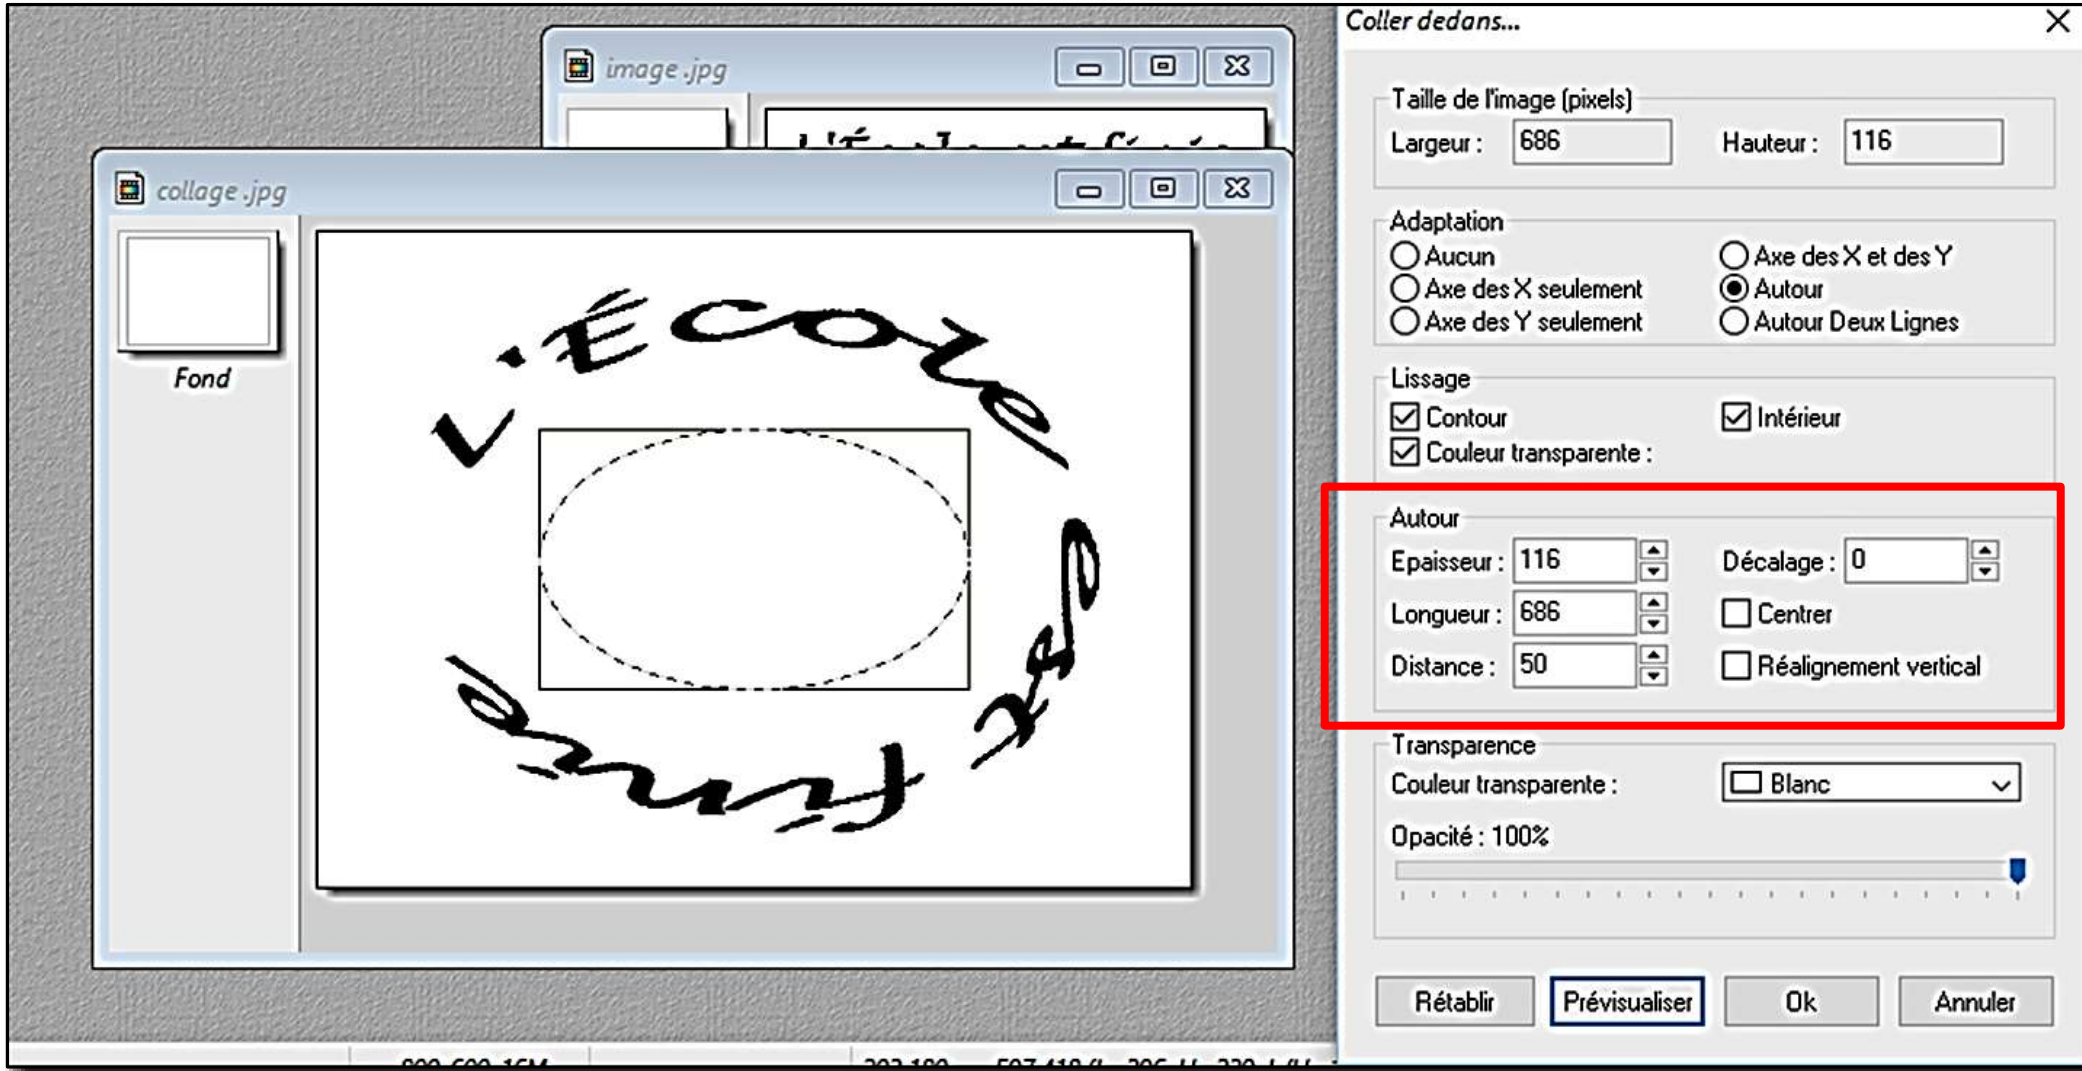 Coller dedans...
image.jpg
collage.jpg
Fond
L'École est finie
Taille de l'image (pixels)
Largeur : 686 Hauteur : 116
Adaptation
Aucun Axe des X et des Y
Axe des X seulement Autour
Axe des Y seulement Autour Deux Lignes
Lissage
Contour Intérieur
Couleur transparente :
Autour
Epaisseur : 116 Décalage : 0
Longueur : 686 Centrer
Distance : 50 Réalignement vertical
Transparence
Couleur transparente : Blanc
Opacité : 100%
Rétablir Prévisualiser Ok Annuler